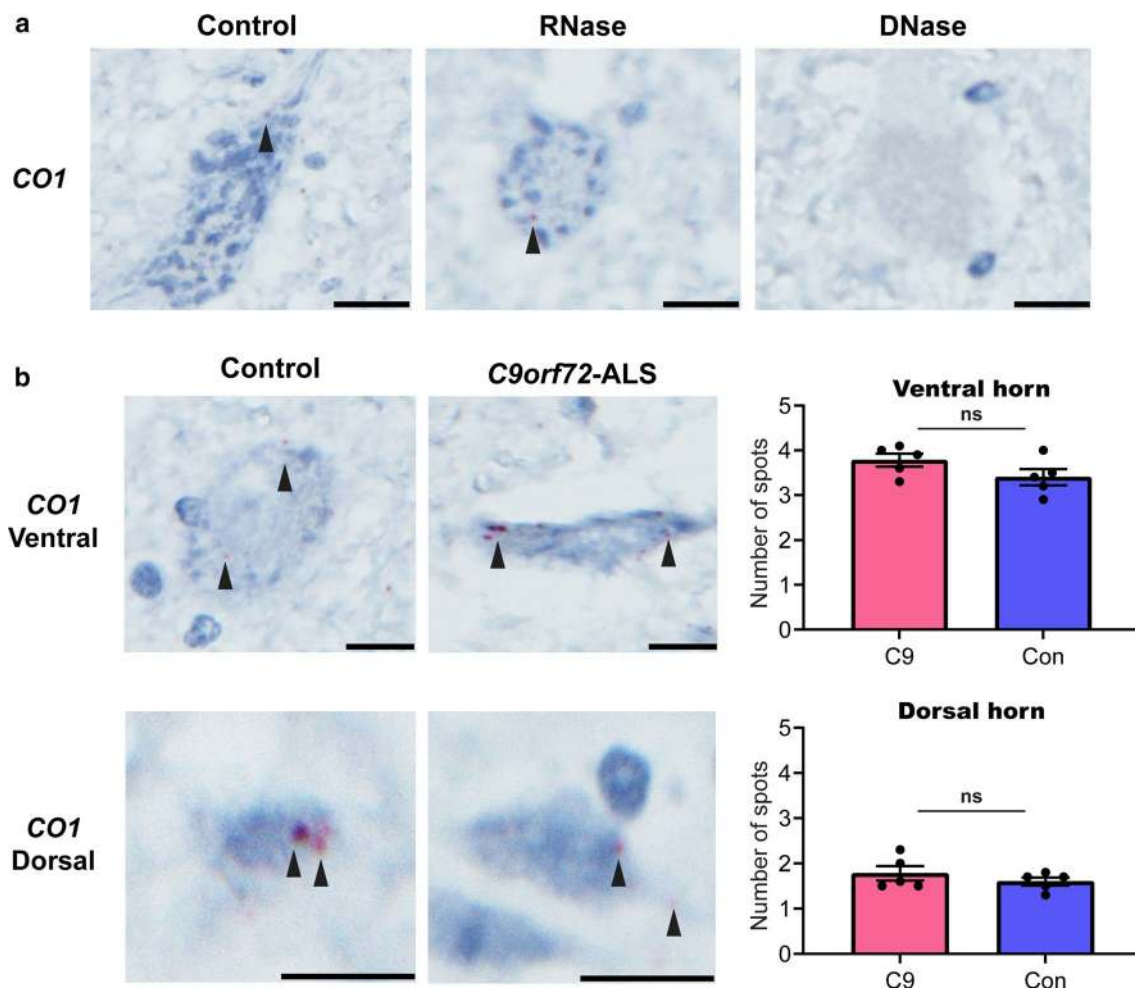 a
Control RNase DNase
CO1
b
Control C9orf72-ALS
CO1
Ventral
Ventral horn
ns
Number of spots
5
4
3
2
1
0
C9 Con
CO1
Dorsal
Dorsal horn
ns
Number of spots
5
4
3
2
1
0
C9 Con